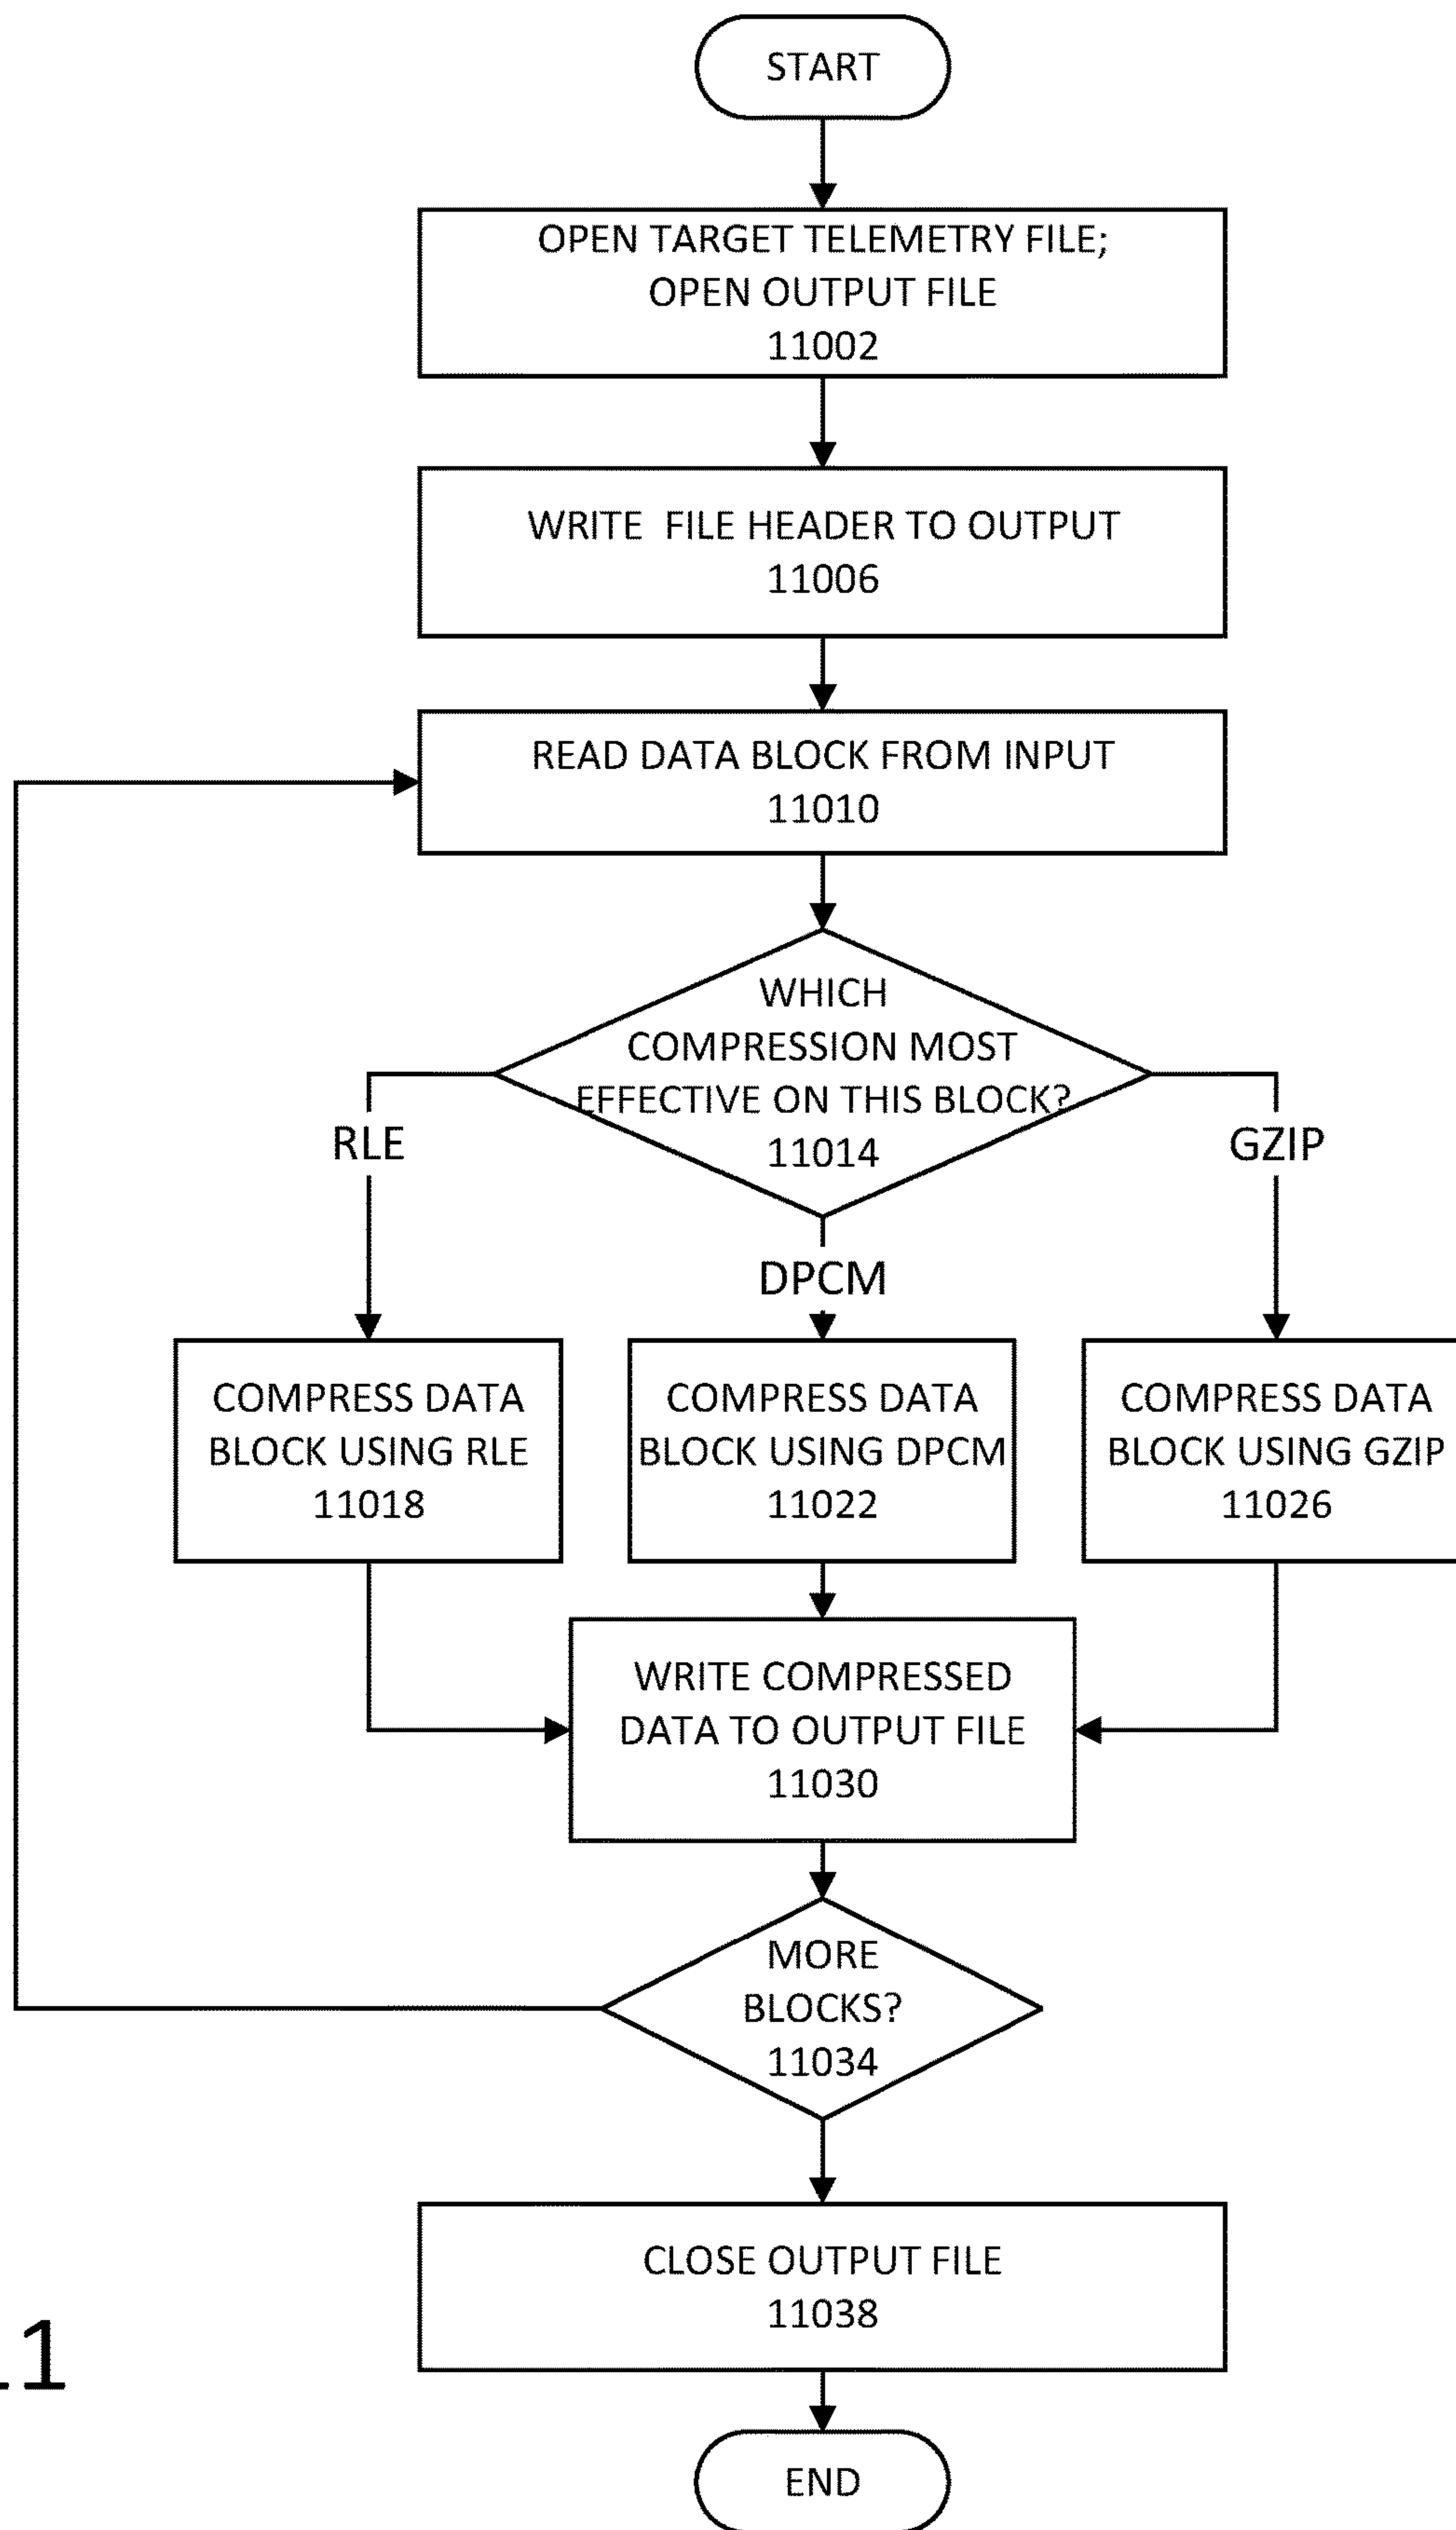 START
OPEN TARGET TELEMETRY FILE;
OPEN OUTPUT FILE
11002
WRITE FILE HEADER TO OUTPUT
11006
READ DATA BLOCK FROM INPUT
11010
WHICH
COMPRESSION MOST
EFFECTIVE ON THIS BLOCK?
11014
RLE
GZIP
DPCM
COMPRESS DATA
BLOCK USING RLE
11018
COMPRESS DATA
BLOCK USING DPCM
11022
COMPRESS DATA
BLOCK USING GZIP
11026
WRITE COMPRESSED
DATA TO OUTPUT FILE
11030
MORE
BLOCKS?
11034
CLOSE OUTPUT FILE
11038
11
END